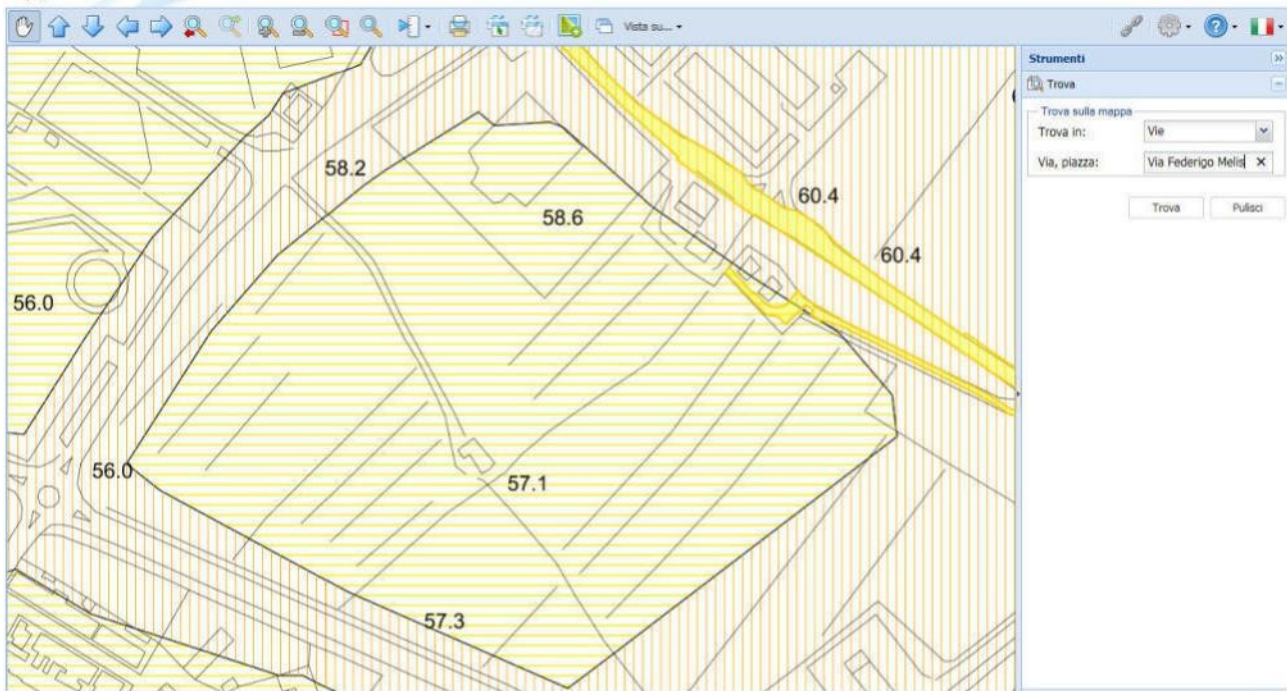 Vista su...
Strumenti
Trova
Trova sulla mappa
Trova in:
Vie
Via, piazza:
Via Federigo Melis
Trova
Pulisci
58.2
58.6
60.4
60.4
56.0
56.0
57.1
57.3